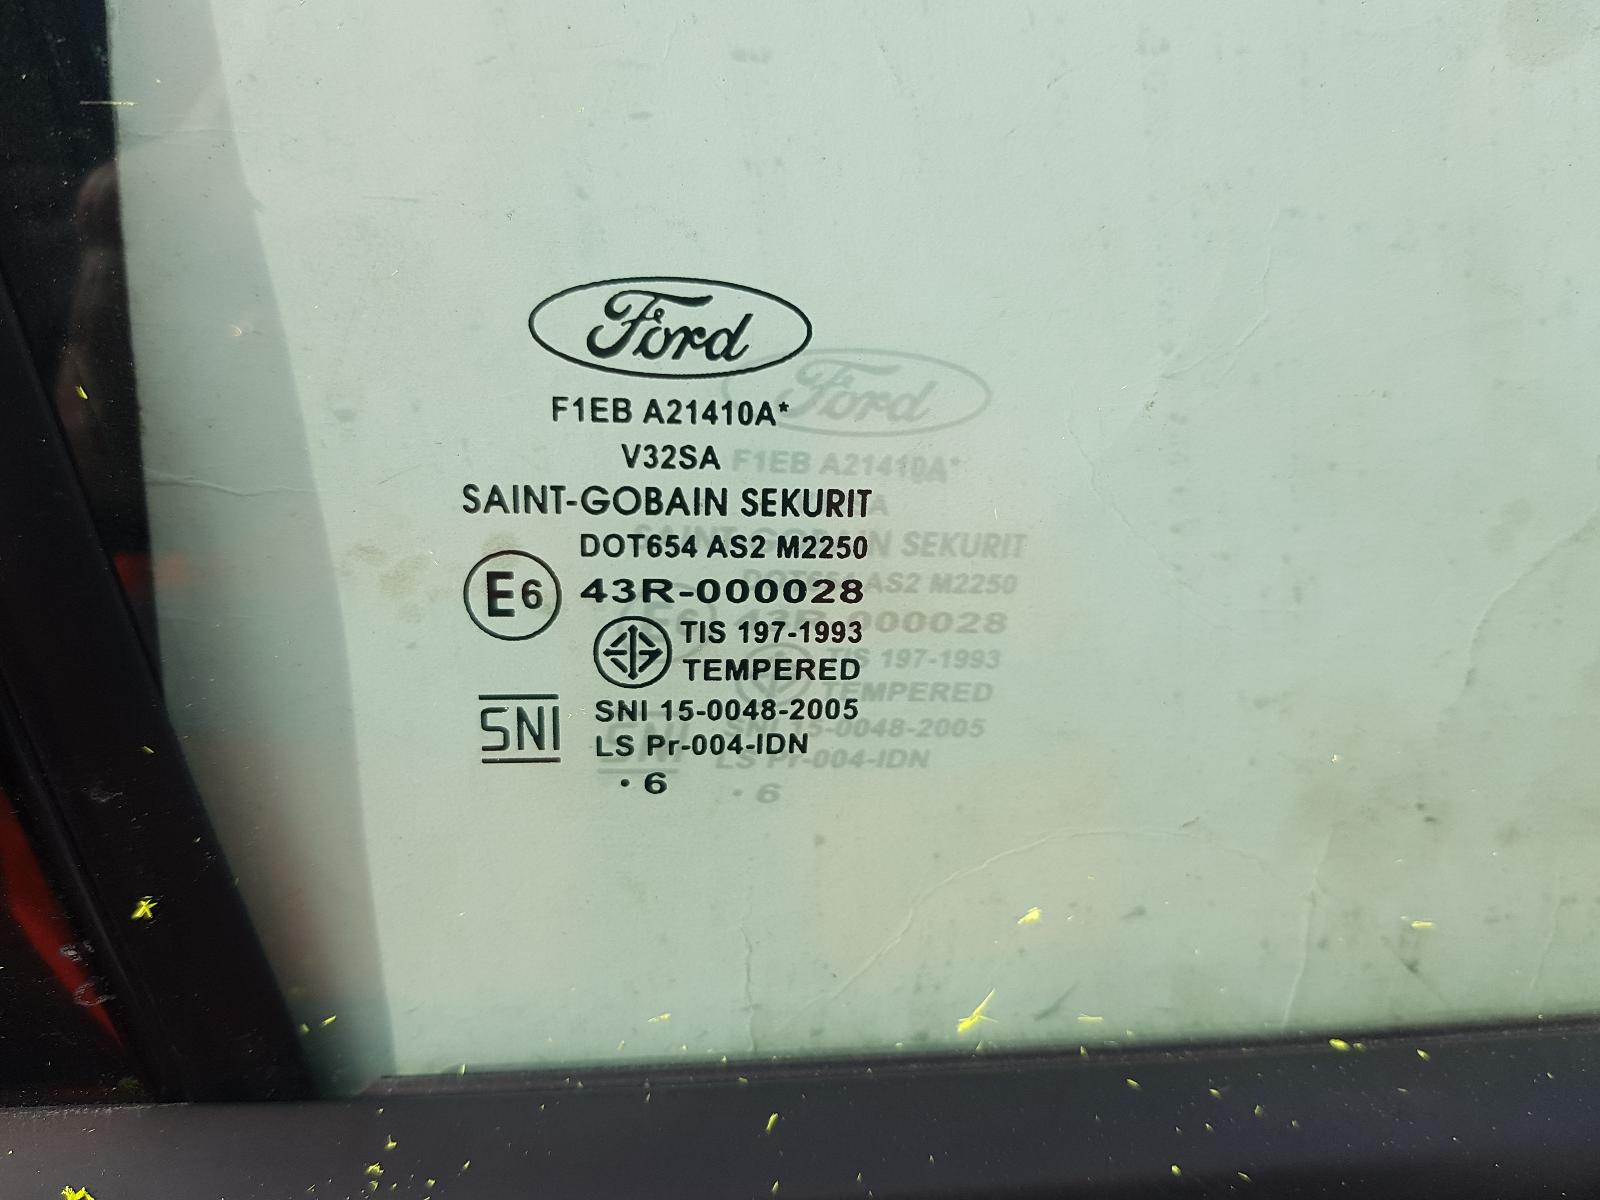 Ford
F1EB A21410A*
V32SA
SAINT-GOBAIN SEKURIT
DOT654 AS2 M2250
E6 43R-000028
TIS 197-1993
TEMPERED
SNI SNI 15-0048-2005
LS Pr-004-IDN
· 6